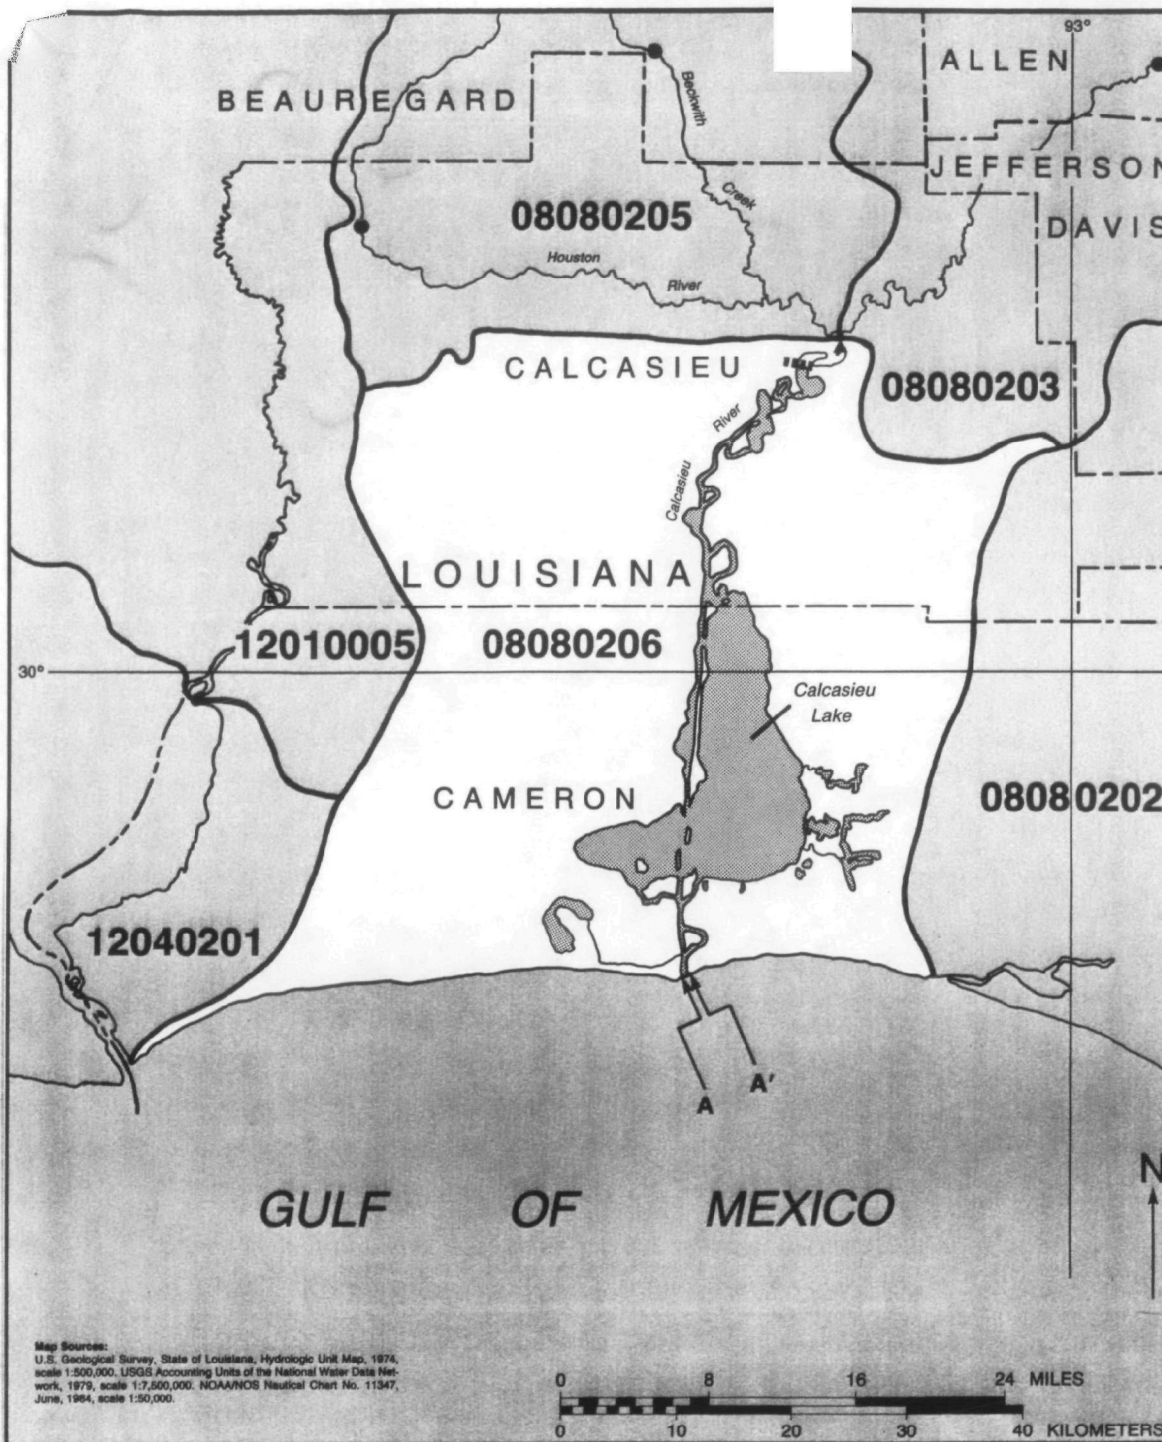 93°
ALLEN
BEAUREGARD
Beckwith
JEFFERSON
Creek
08080205
DAVIS
Houston
River
CALCASIEU
08080203
River
Calcasieu
LOUISIANA
12010005
08080206
30°
Calcasieu
Lake
CAMERON
08080202
12040201
A'
A
N
GULF OF MEXICO
Map Sources:
U.S. Geological Survey, State of Louisiana, Hydrologic Unit Map, 1974,
scale 1:500,000. USGS Accounting Units of the National Water Data Net-
work, 1979, scale 1:7,500,000. NOAA/NOS Nautical Chart No. 11347,
June, 1984, scale 1:50,000.
0 8 16 24 MILES
0 10 20 30 40 KILOMETERS